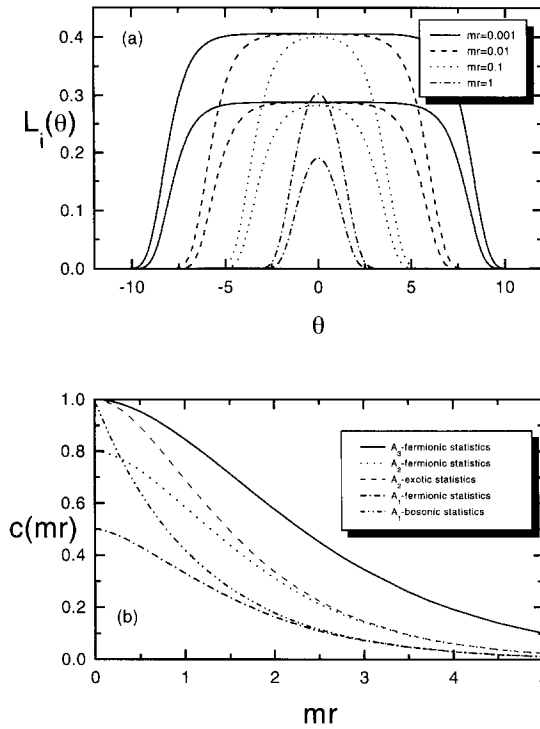 (a)
L_i(θ)
0.4
0.3
0.2
0.1
0.0
mr=0.001
mr=0.01
mr=0.1
mr=1
-10 -5 0 5 10
θ
c(mr)
1.0
0.8
0.6
0.4
0.2
0.0
A_3-fermionic statistics
A_2-fermionic statistics
A_2-exotic statistics
A_1-fermionic statistics
A_1-bosonic statistics
(b)
0 1 2 3 4 5
mr